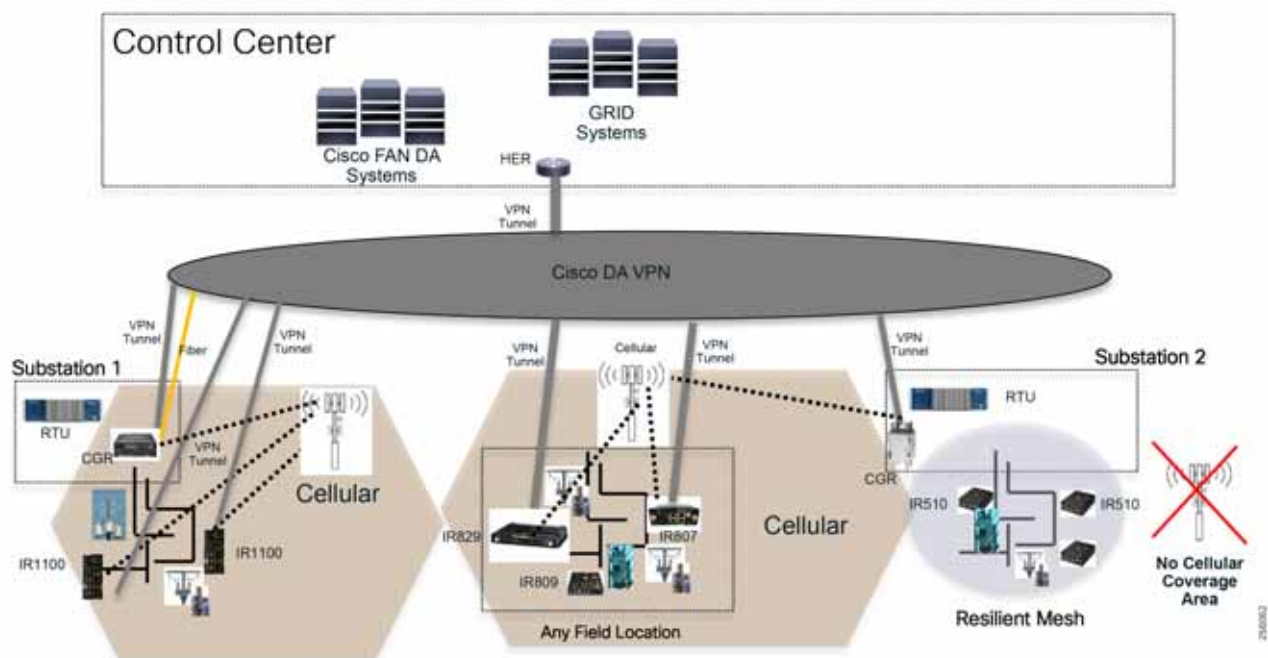 Control Center
GRID
Systems
Cisco FAN DA
Systems
HER
VPN
Tunnel
Cisco DA VPN
VPN
Tunnel
Fiber
VPN
Tunnel
VPN
Tunnel
Cellular
VPN
Tunnel
VPN
Tunnel
Substation 1
Substation 2
RTU
RTU
CGR
VPN
Tunnel
Cellular
CGR
Cellular
IR510
IR510
IR1100
IR1100
IR829
IR807
IR809
No Cellular
Coverage
Area
Any Field Location
Resilient Mesh
258062